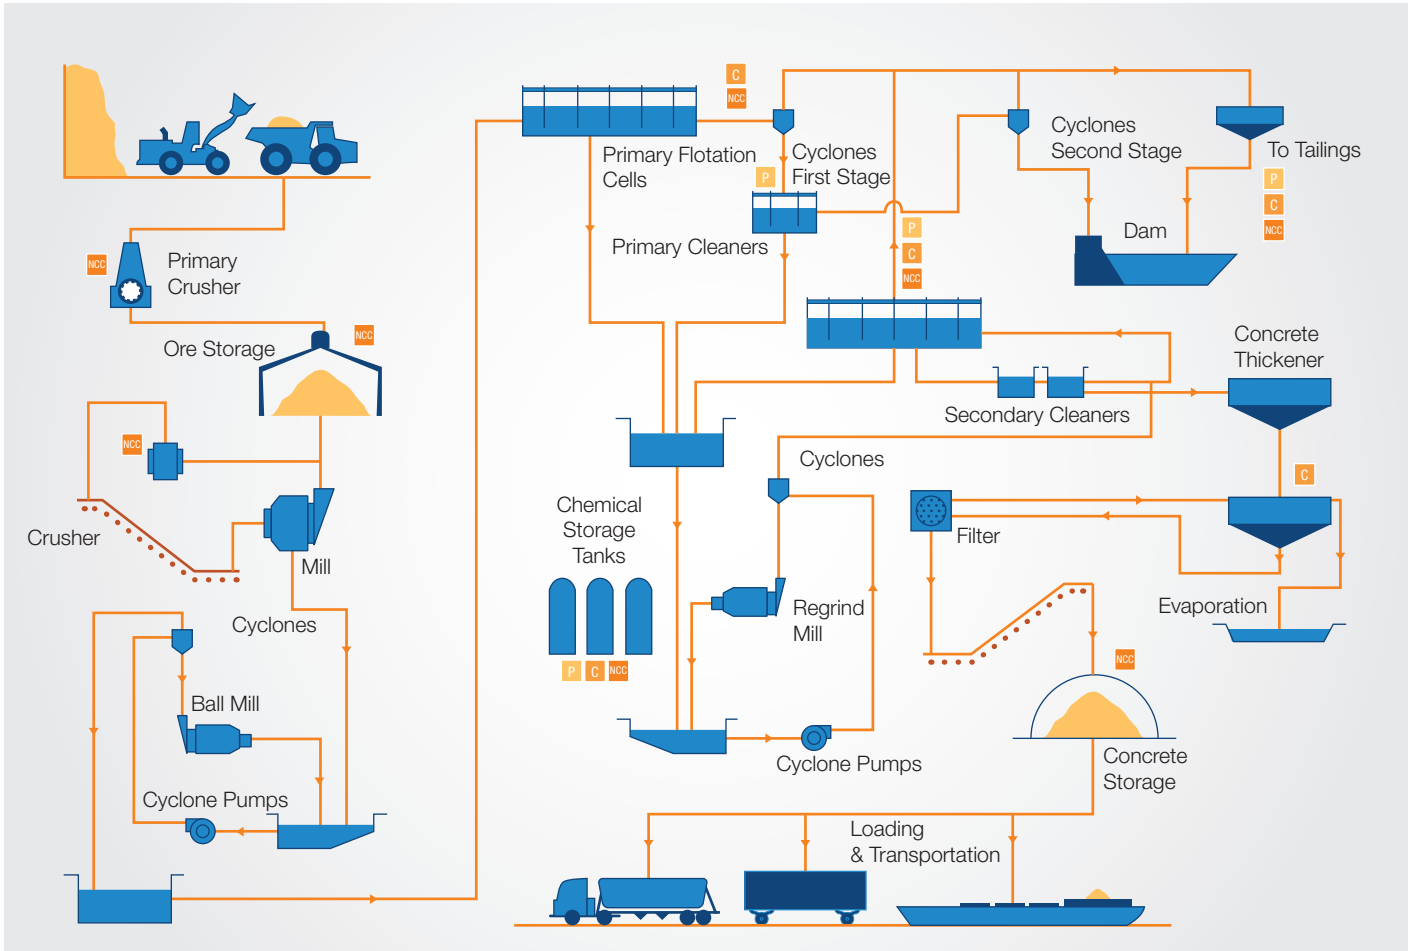 C
NCC
Primary Flotation
Cells
Cyclones
First Stage
P
Primary Cleaners
Cyclones
Second Stage
To Tailings
P
C
NCC
Dam
P
C
NCC
NCC
Primary
Crusher
Ore Storage
NCC
NCC
Crusher
Mill
Cyclones
Ball Mill
Cyclone Pumps
Concrete
Thickener
Secondary Cleaners
Cyclones
C
Chemical
Storage
Tanks
P
C
NCC
Filter
Regrind
Mill
Evaporation
NCC
Cyclone Pumps
Concrete
Storage
Loading
& Transportation